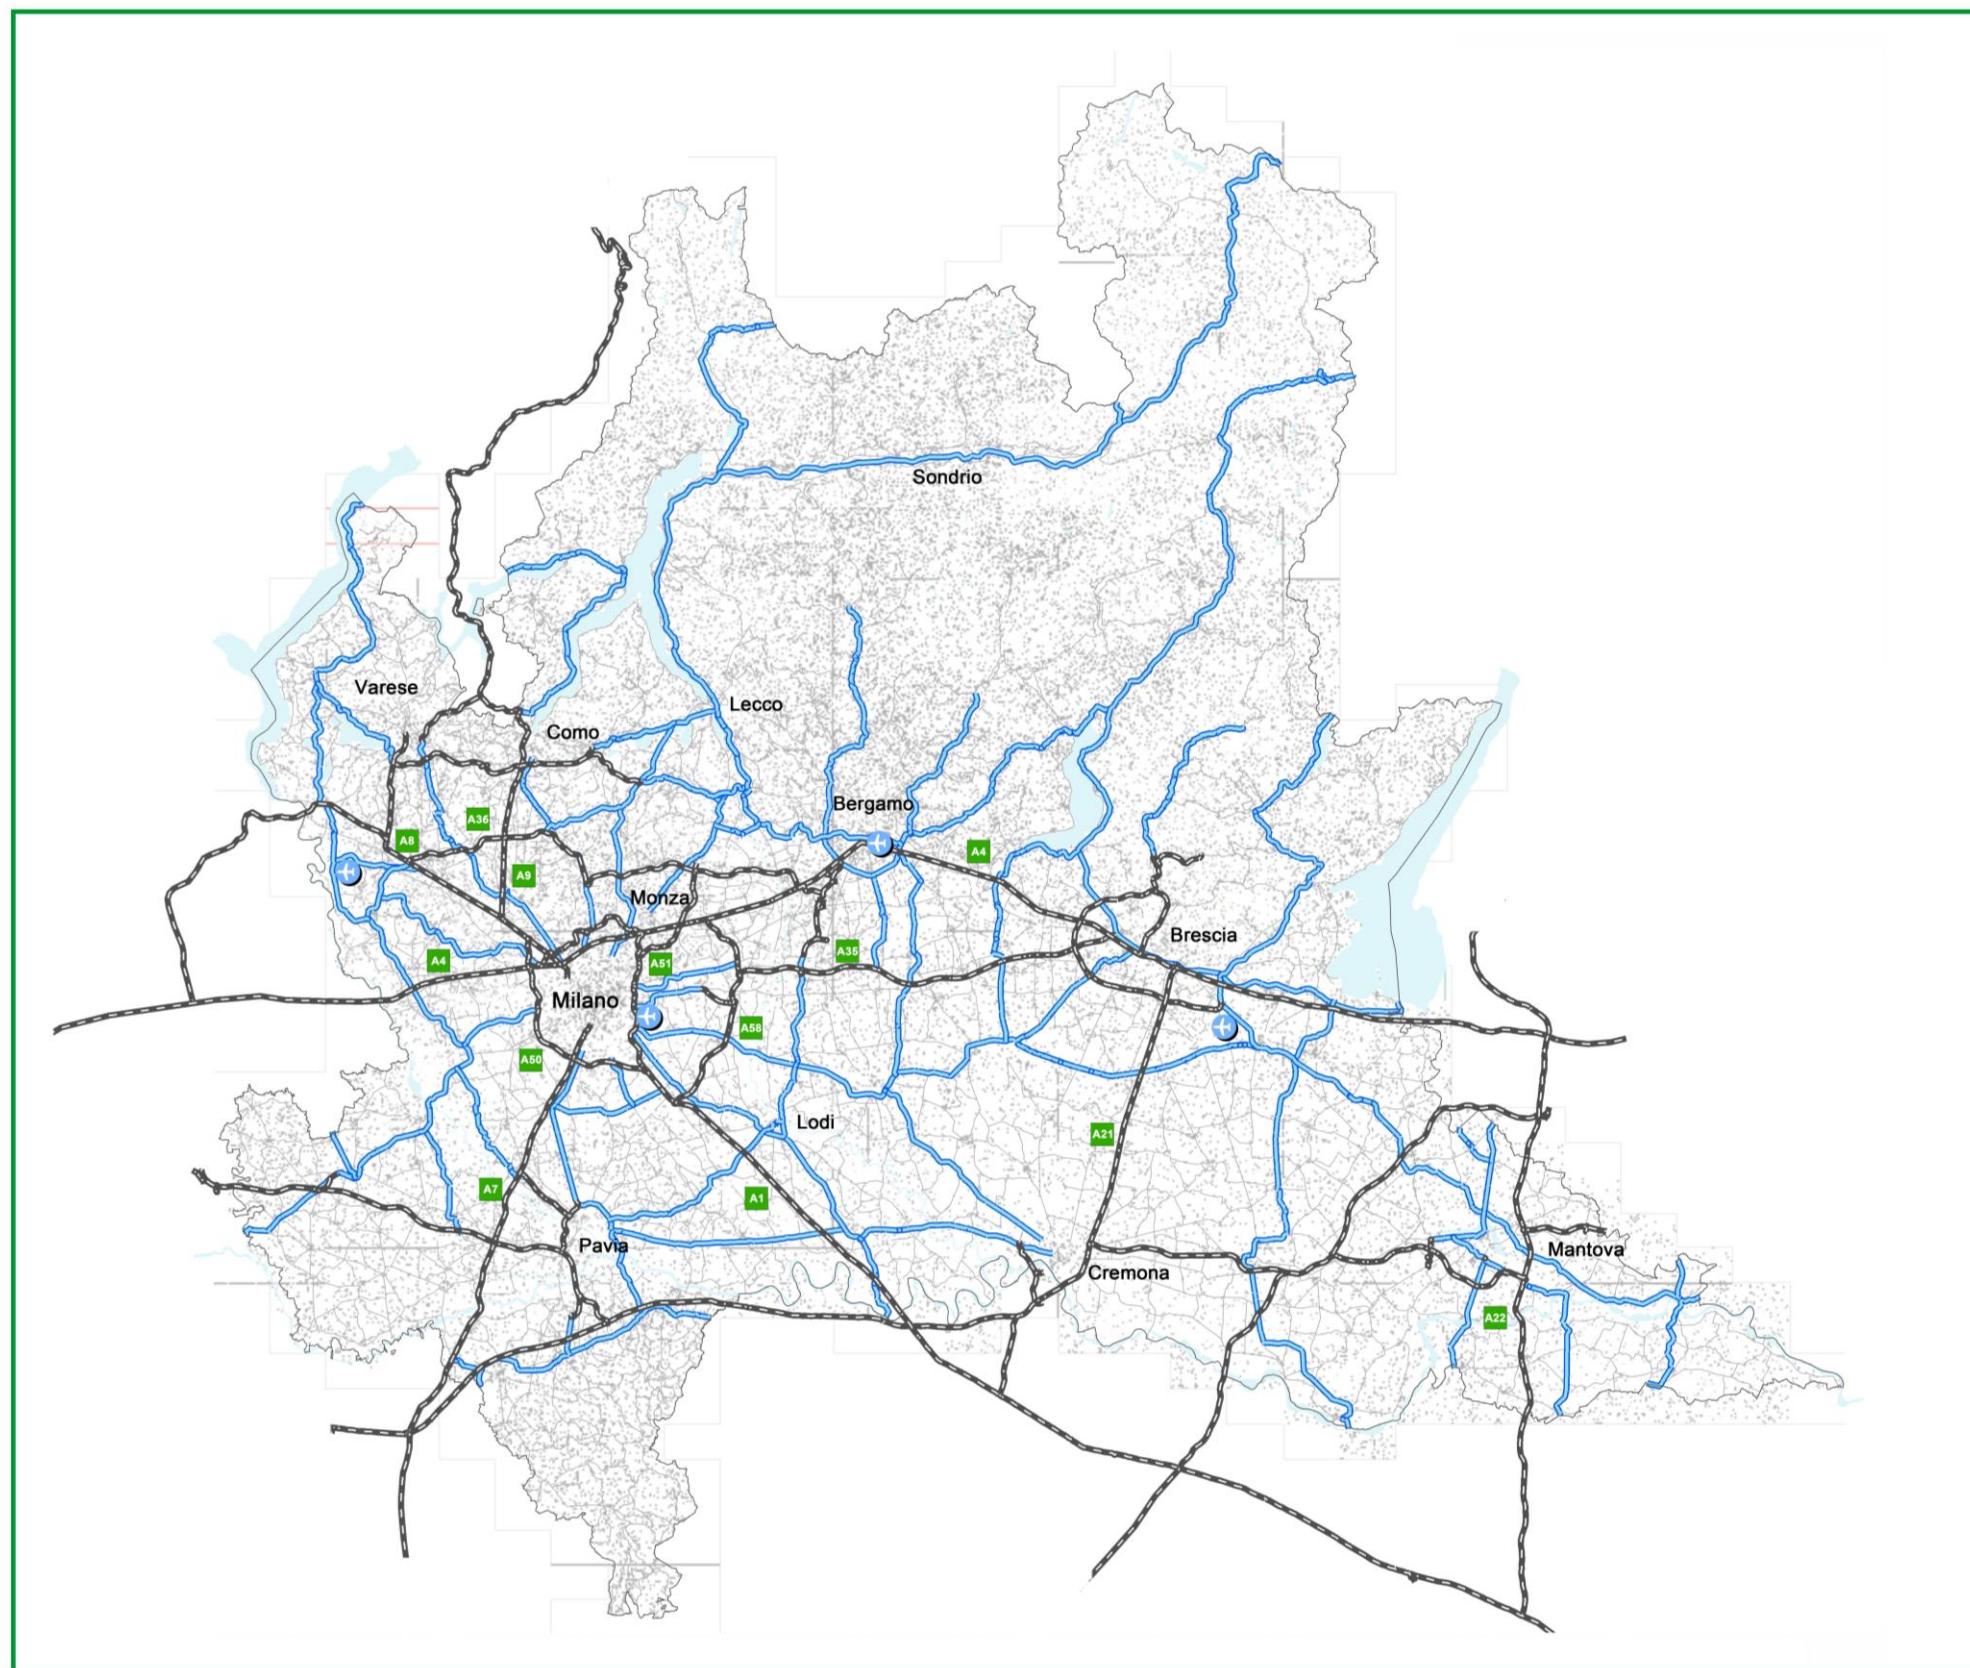 Sondrio
Varese
Lecco
Como
Bergamo
A36
A8
A4
A9
Monza
Brescia
A35
A4
A51
Milano
A58
A50
Lodi
A21
A7
A1
Pavia
Mantova
Cremona
A22